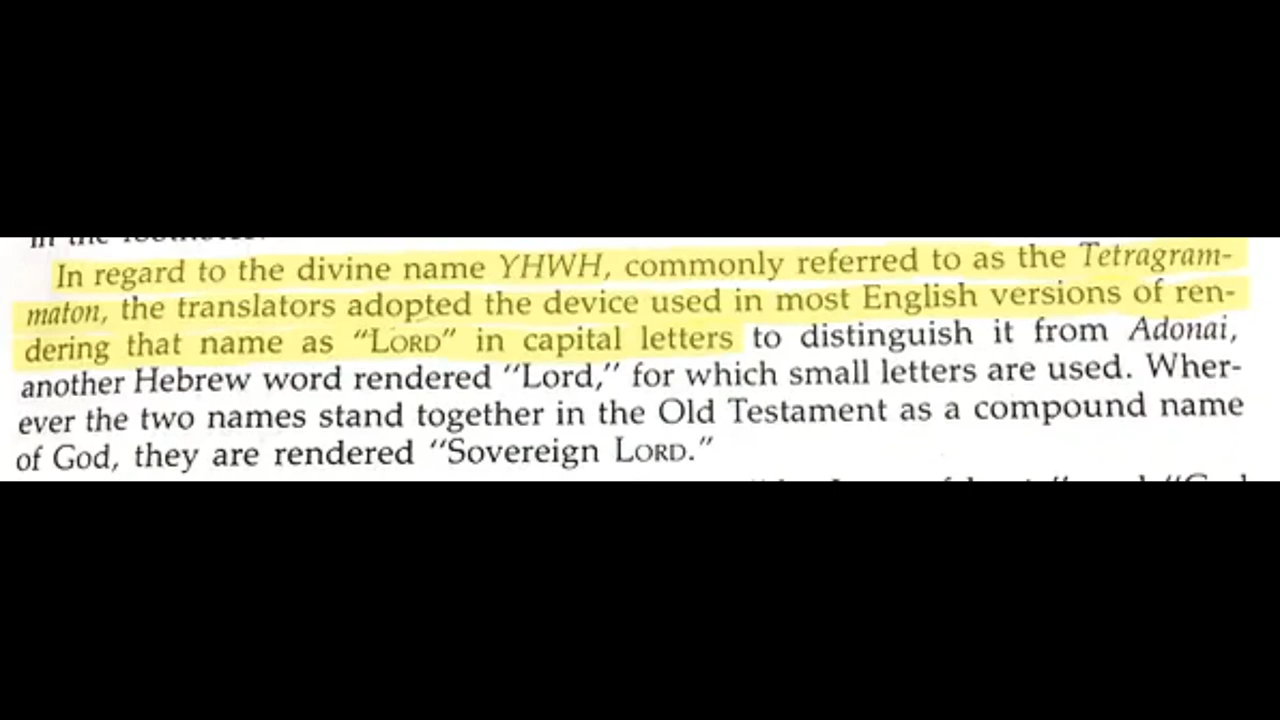 In regard to the divine name YHWH, commonly referred to as the Tetragram-
maton, the translators adopted the device used in most English versions of ren-
dering that name as “LORD” in capital letters to distinguish it from Adonai,
another Hebrew word rendered “Lord,” for which small letters are used. Wher-
ever the two names stand together in the Old Testament as a compound name
of God, they are rendered “Sovereign LORD.”